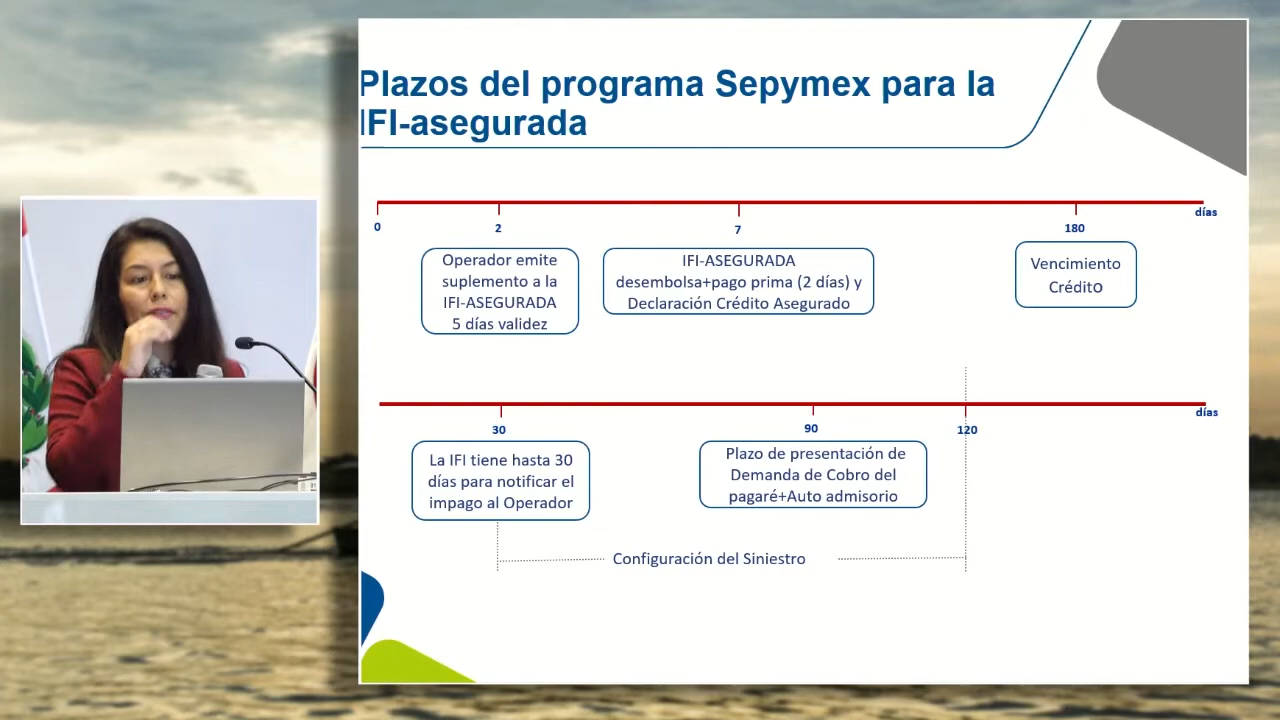 Plazos del programa Sepymex para la
IFI-asegurada
días
0
2
7
180
Operador emite
suplemento a la
IFI-ASEGURADA
5 días validez
IFI-ASEGURADA
desembolsa+pago prima (2 días) y
Declaración Crédito Asegurado
Vencimiento
Crédito
días
30
90
120
La IFI tiene hasta 30
días para notificar el
impago al Operador
Plazo de presentación de
Demanda de Cobro del
pagaré+Auto admisorio
Configuración del Siniestro